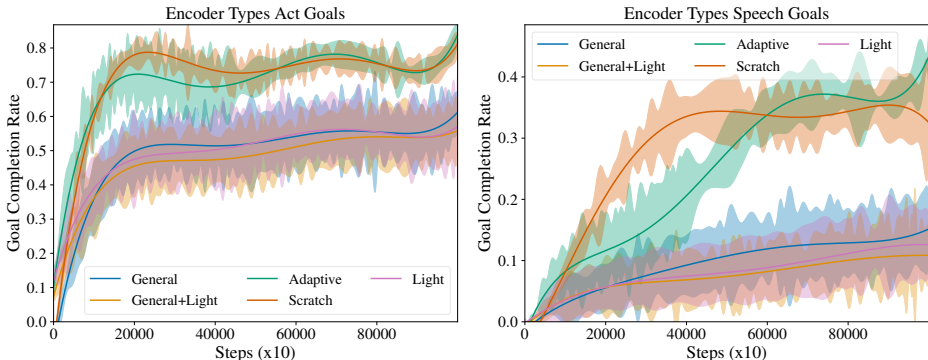 Encoder Types Act Goals
Goal Completion Rate
0.8
0.7
0.6
0.5
0.4
0.3
0.2
0.1
0.0
General
General+Light
Adaptive
Scratch
Light
0
20000
40000
60000
80000
Steps (x10)
Encoder Types Speech Goals
Goal Completion Rate
0.4
0.3
0.2
0.1
0.0
General
General+Light
Adaptive
Scratch
Light
0
20000
40000
60000
80000
Steps (x10)